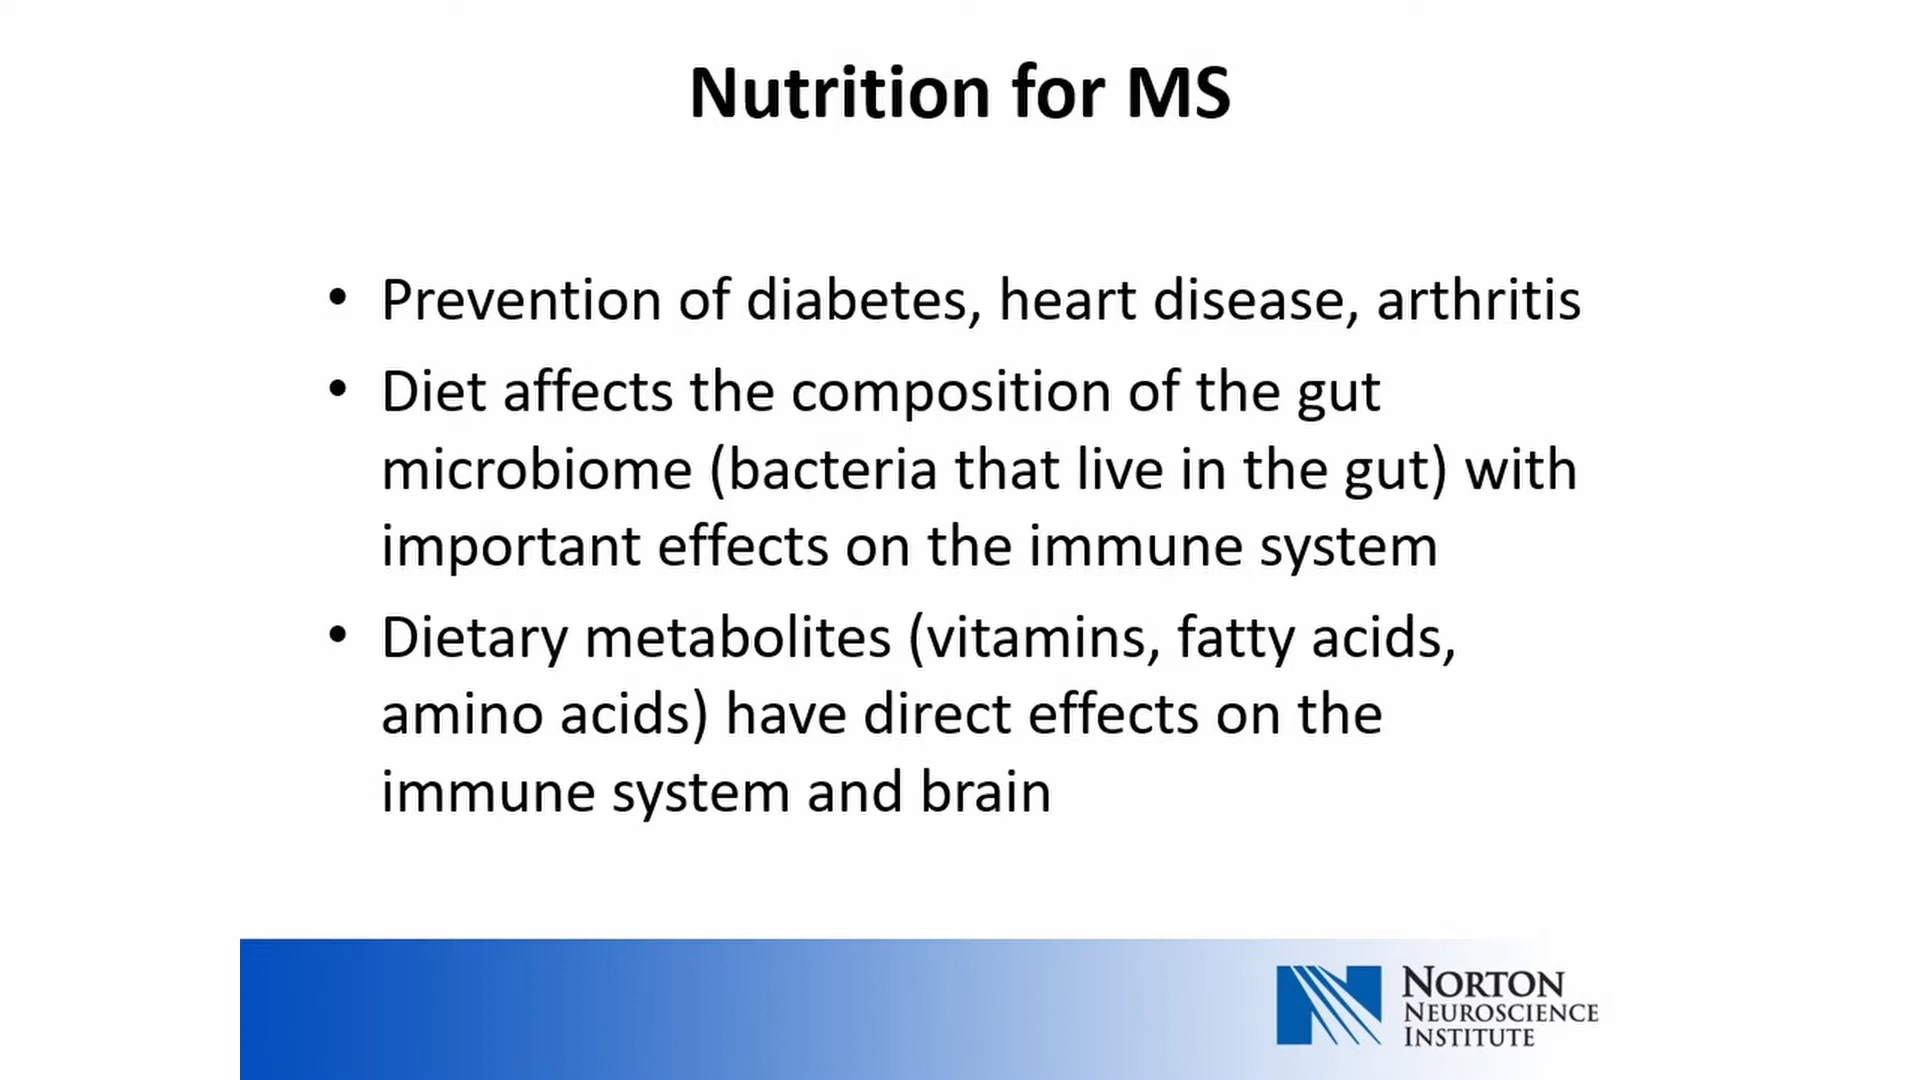 Nutrition for MS
• Prevention of diabetes, heart disease, arthritis
• Diet affects the composition of the gut
microbiome (bacteria that live in the gut) with
important effects on the immune system
• Dietary metabolites (vitamins, fatty acids,
amino acids) have direct effects on the
immune system and brain
NORTON
NEUROSCIENCE
INSTITUTE